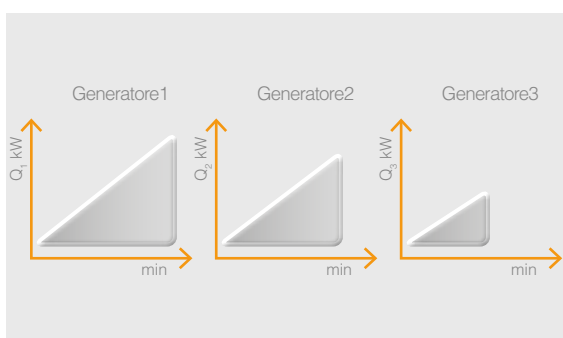 Generatore1
Q1 kW
min
Generatore2
Q2 kW
min
Generatore3
Q3 kW
min